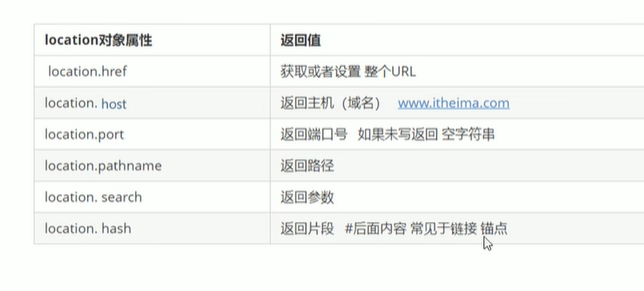 location对象属性 返回值
location.href 获取或者设置 整个URL
location. host 返回主机（域名） www.itheima.com
location.port 返回端口号 如果未写返回 空字符串
location.pathname 返回路径
location. search 返回参数
location. hash 返回片段 #后面内容 常见于链接 锚点